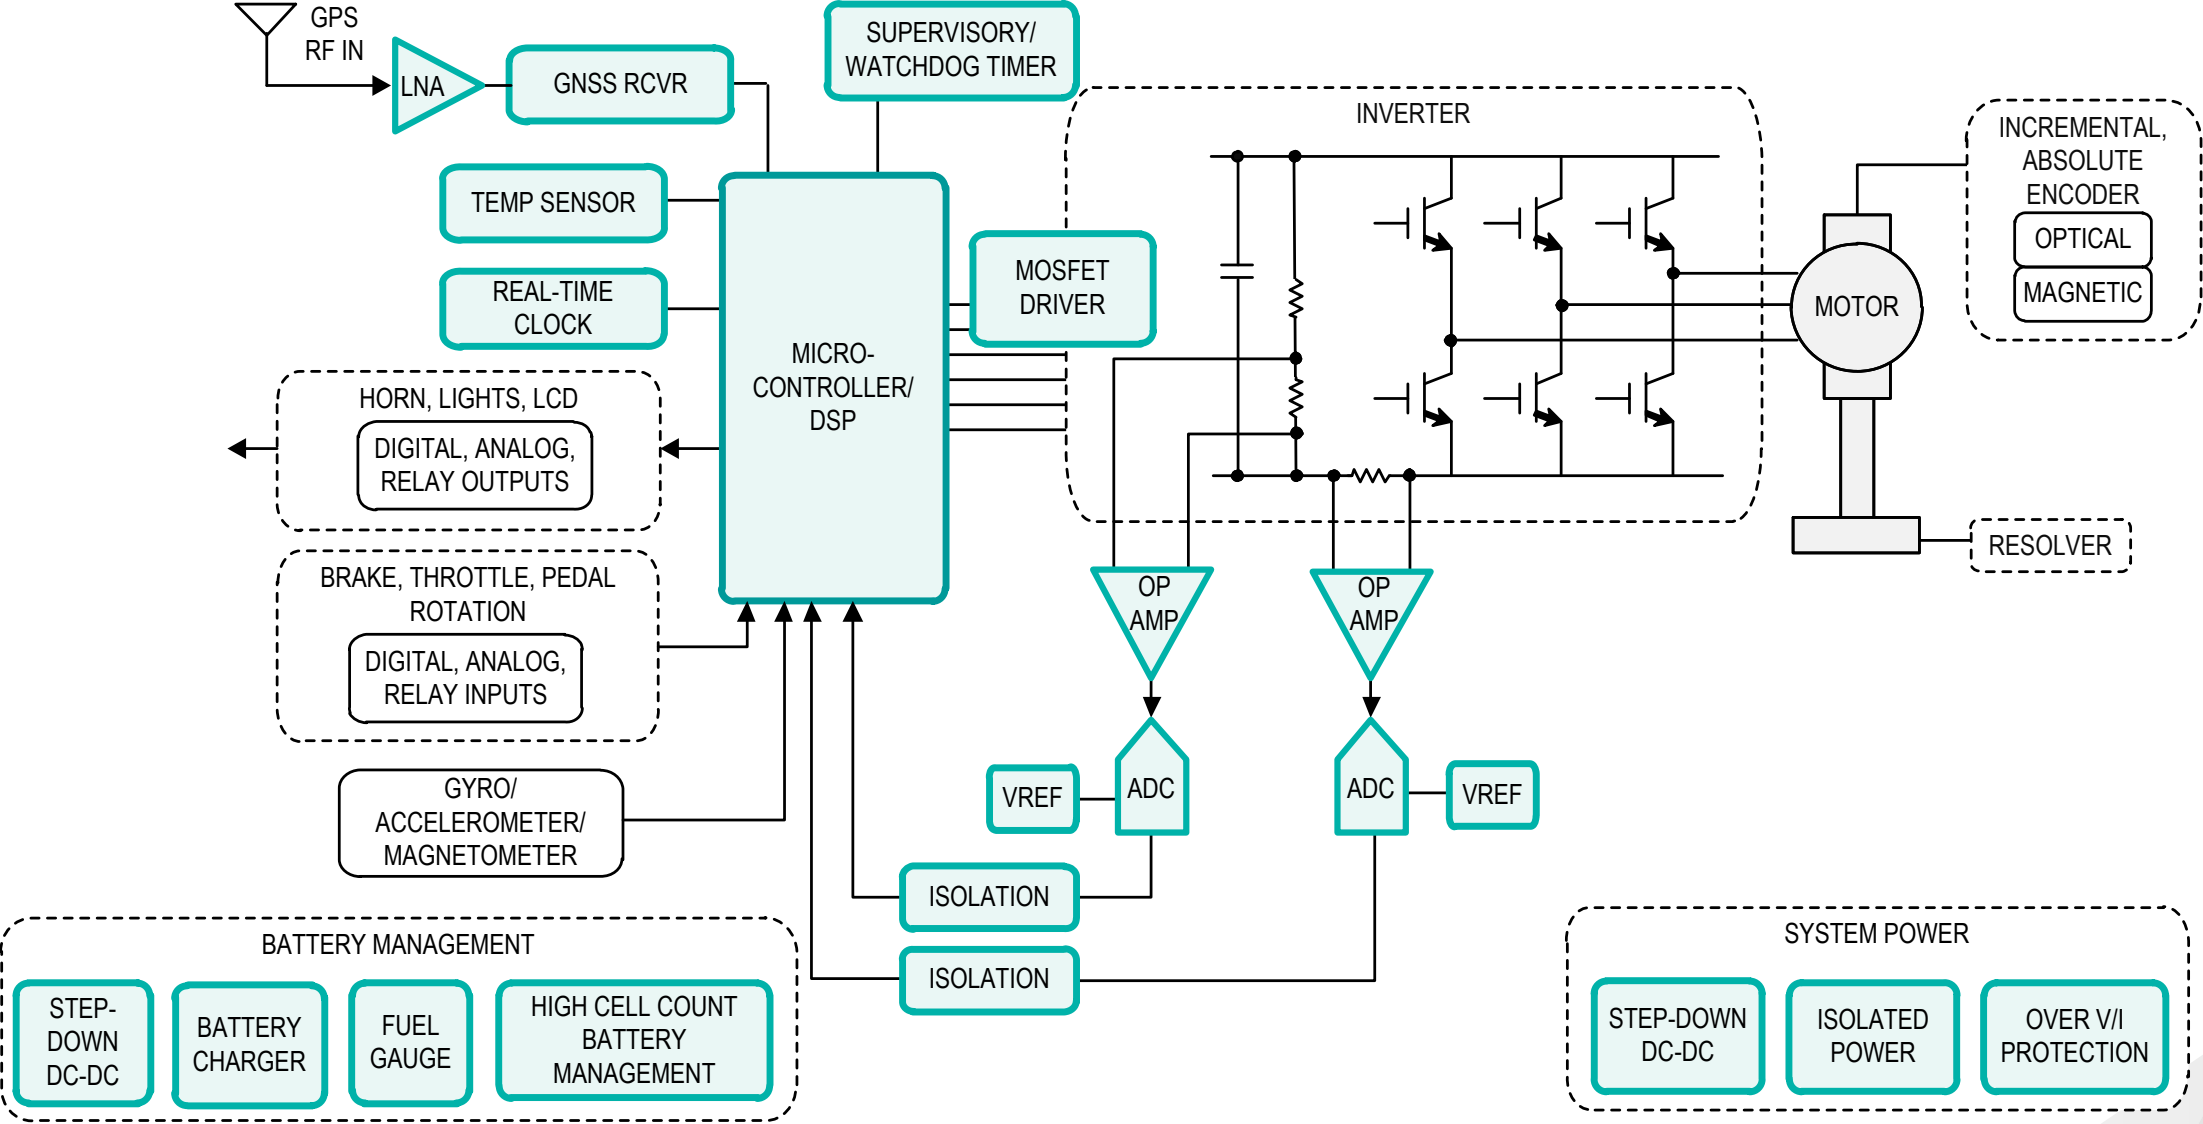 GPS
RF IN
LNA
GNSS RCVR
SUPERVISORY/
WATCHDOG TIMER
INVERTER
INCREMENTAL,
ABSOLUTE
ENCODER
OPTICAL
MAGNETIC
TEMP SENSOR
REAL-TIME
CLOCK
MICRO-
CONTROLLER/
DSP
MOSFET
DRIVER
MOTOR
HORN, LIGHTS, LCD
DIGITAL, ANALOG,
RELAY OUTPUTS
BRAKE, THROTTLE, PEDAL
ROTATION
DIGITAL, ANALOG,
RELAY INPUTS
RESOLVER
OP
AMP
OP
AMP
GYRO/
ACCELEROMETER/
MAGNETOMETER
VREF
ADC
ADC
VREF
ISOLATION
ISOLATION
BATTERY MANAGEMENT
STEP-
DOWN
DC-DC
BATTERY
CHARGER
FUEL
GAUGE
HIGH CELL COUNT
BATTERY
MANAGEMENT
SYSTEM POWER
STEP-DOWN
DC-DC
ISOLATED
POWER
OVER V/I
PROTECTION